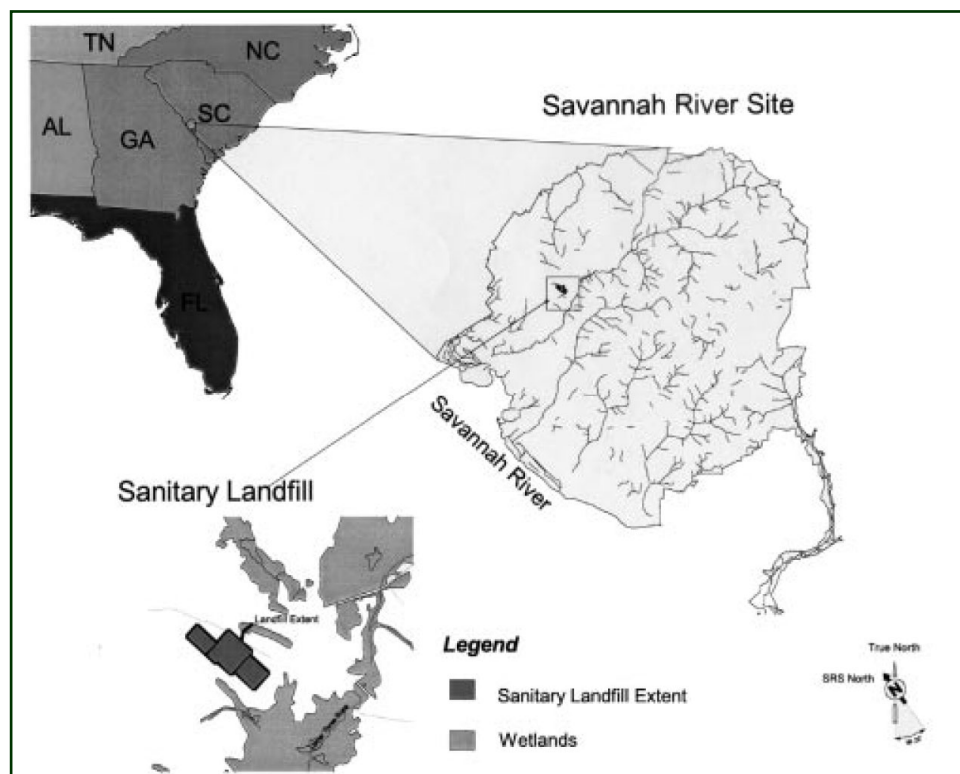 TN
NC
SC
AL
GA
FL
Savannah River Site
Savannah River
Sanitary Landfill
Landfill Extent
Legend
Sanitary Landfill Extent
Wetlands
True North
SRS North
N